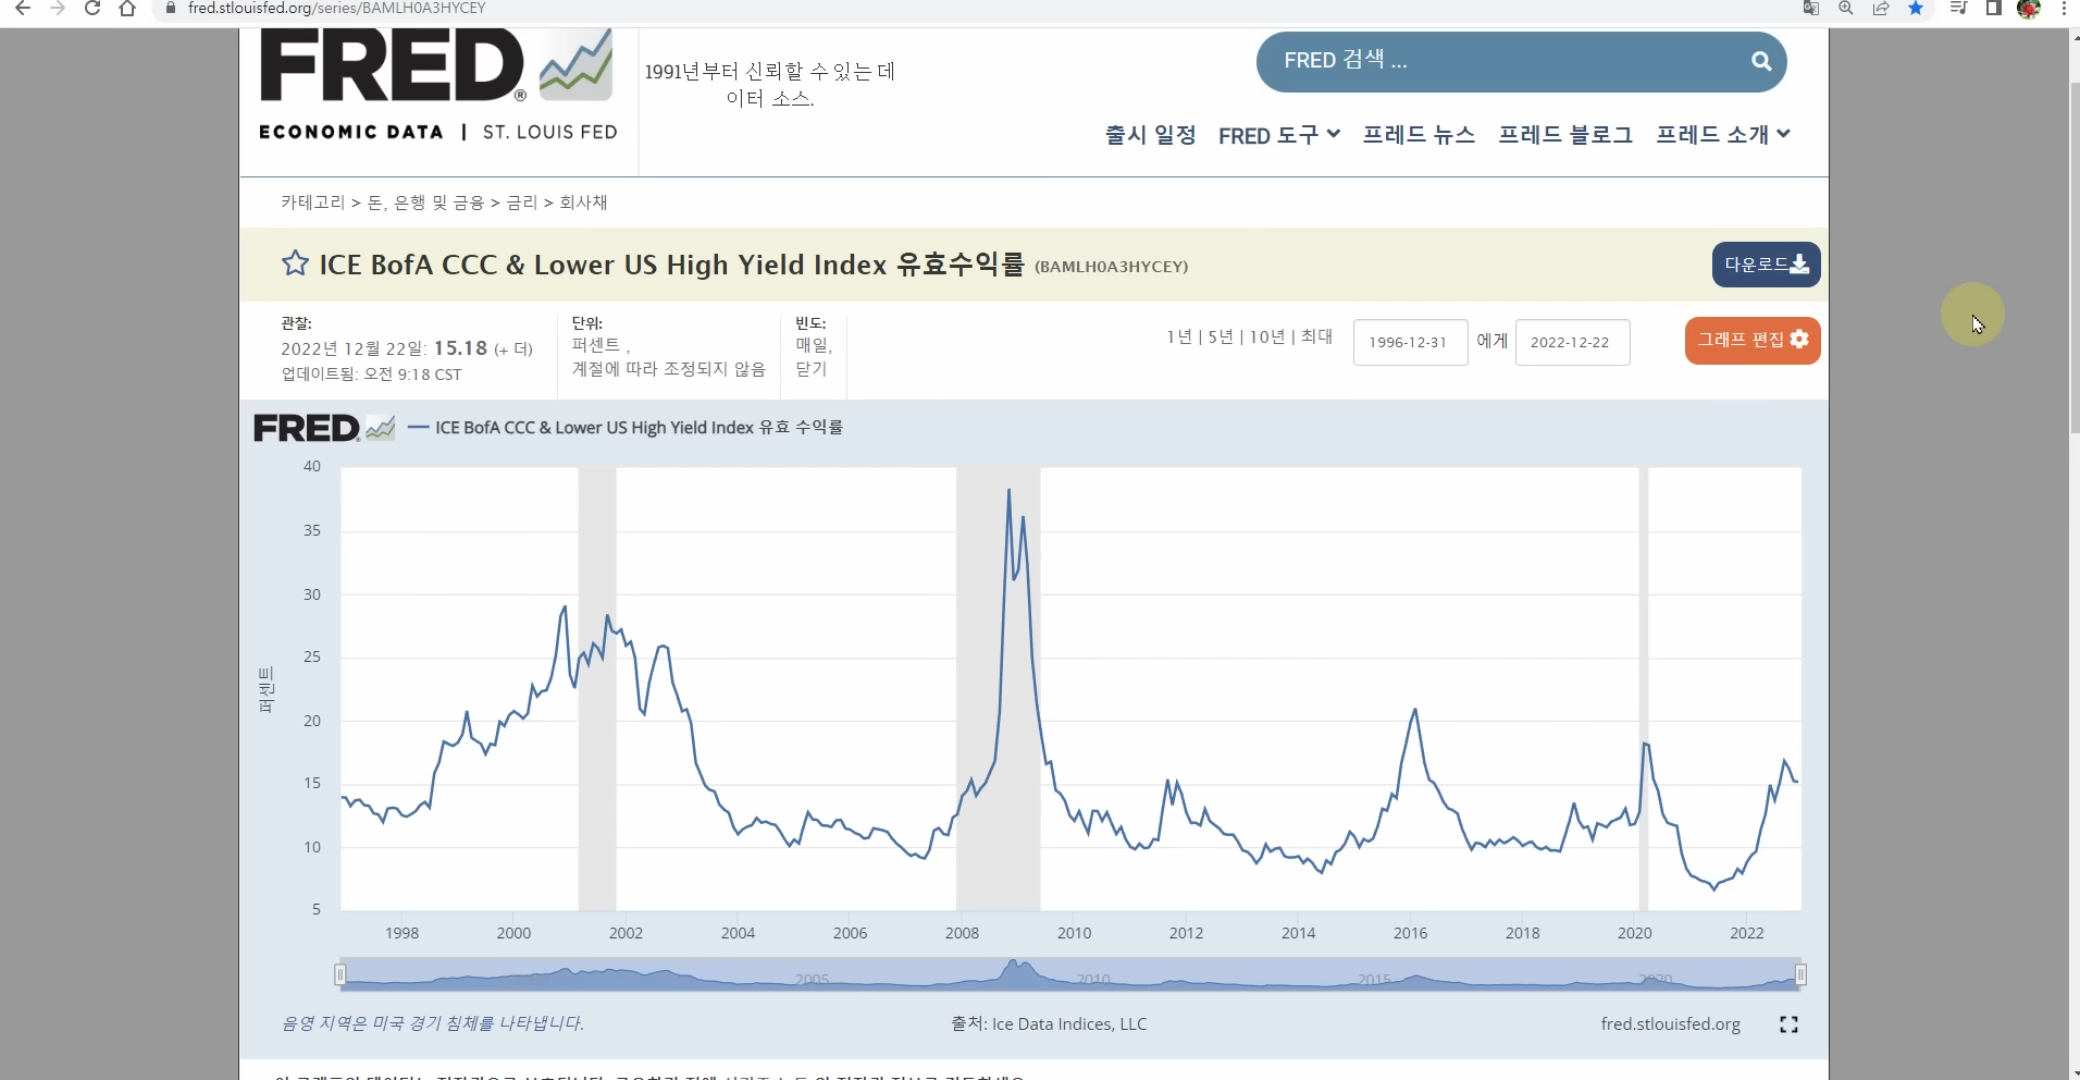 fred.stlouisfed.org/series/BAMLH0A3HYCEY
FRED®
ECONOMIC DATA | ST. LOUIS FED
1991년부터 신뢰할 수 있는 데
이터 소스.
FRED 검색 ...
출시 일정 FRED 도구 프레드 뉴스 프레드 블로그 프레드 소개
카테고리 > 돈, 은행 및 금융 > 금리 > 회사채
ICE BofA CCC & Lower US High Yield Index 유효수익률 (BAMLH0A3HYCEY)
다운로드
관찰:
2022년 12월 22일: 15.18 (+ 더)
업데이트됨: 오전 9:18 CST
단위:
퍼센트 ,
계절에 따라 조정되지 않음
빈도:
매일,
닫기
1년 | 5년 | 10년 | 최대
1996-12-31 에게 2022-12-22
그래프 편집
FRED ICE BofA CCC & Lower US High Yield Index 유효 수익률
40
35
30
25
20
15
10
5
퍼센트
1998 2000 2002 2004 2006 2008 2010 2012 2014 2016 2018 2020 2022
2005 2010 2015 2020
음영 지역은 미국 경기 침체를 나타냅니다.
출처: Ice Data Indices, LLC
fred.stlouisfed.org